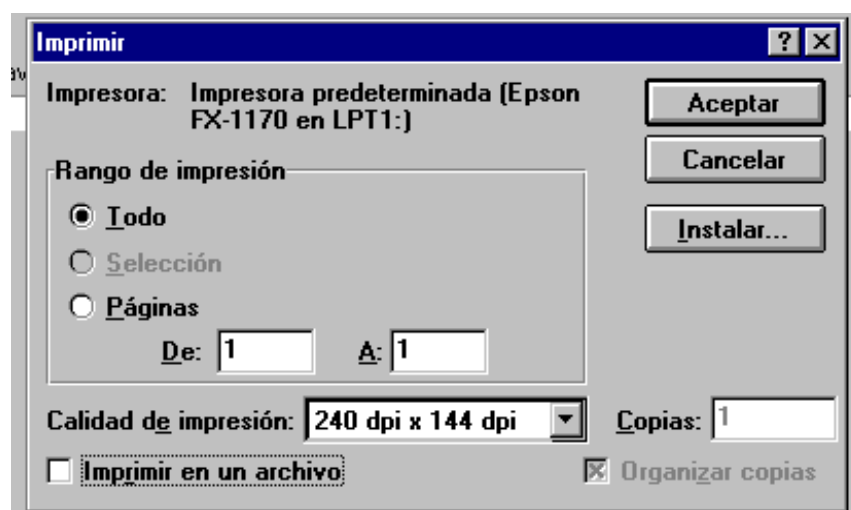 Imprimir
av
Impresora: Impresora predeterminada (Epson
FX-1170 en LPT1:)
Aceptar
Cancelar
Instalar...
Rango de impresión
Todo
Selección
Páginas
De: 1 A: 1
Calidad de impresión: 240 dpi x 144 dpi Copias: 1
Imprimir en un archivo Organizar copias